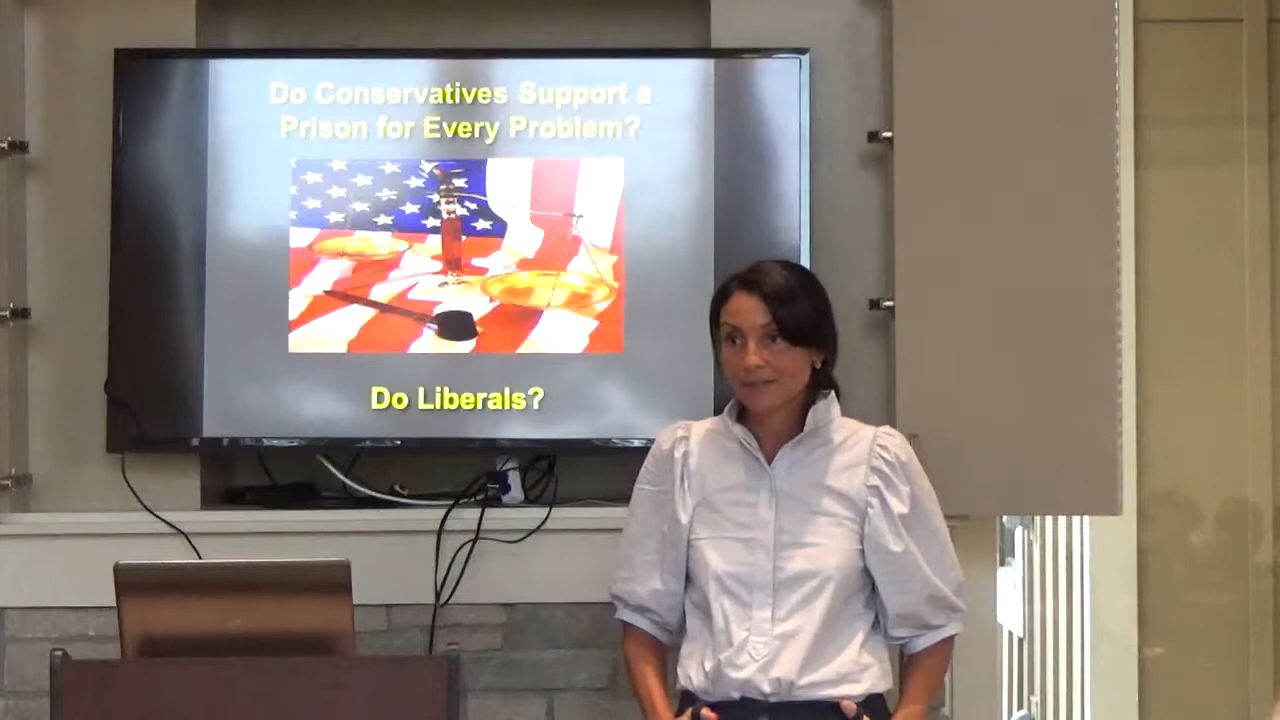 Do Conservatives Support a
Prison for Every Problem?
Do Liberals?